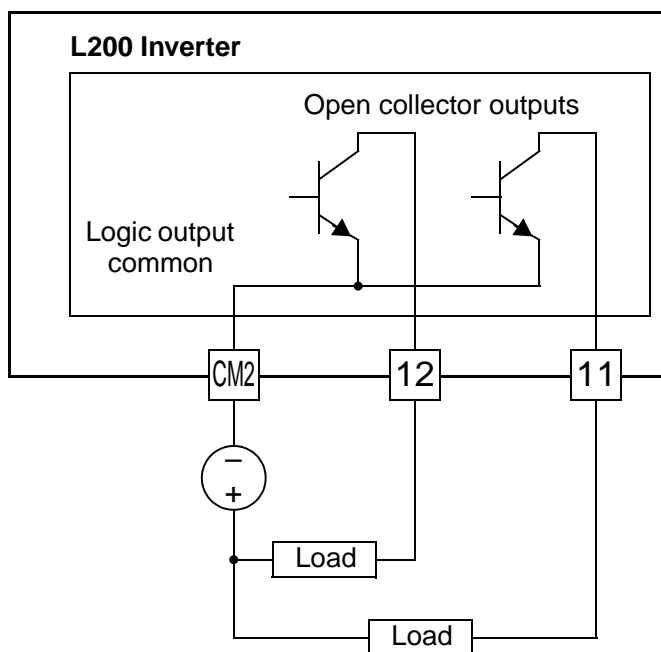 L200 Inverter
Open collector outputs
Logic output
common
CM2
12
11
–
+
Load
Load